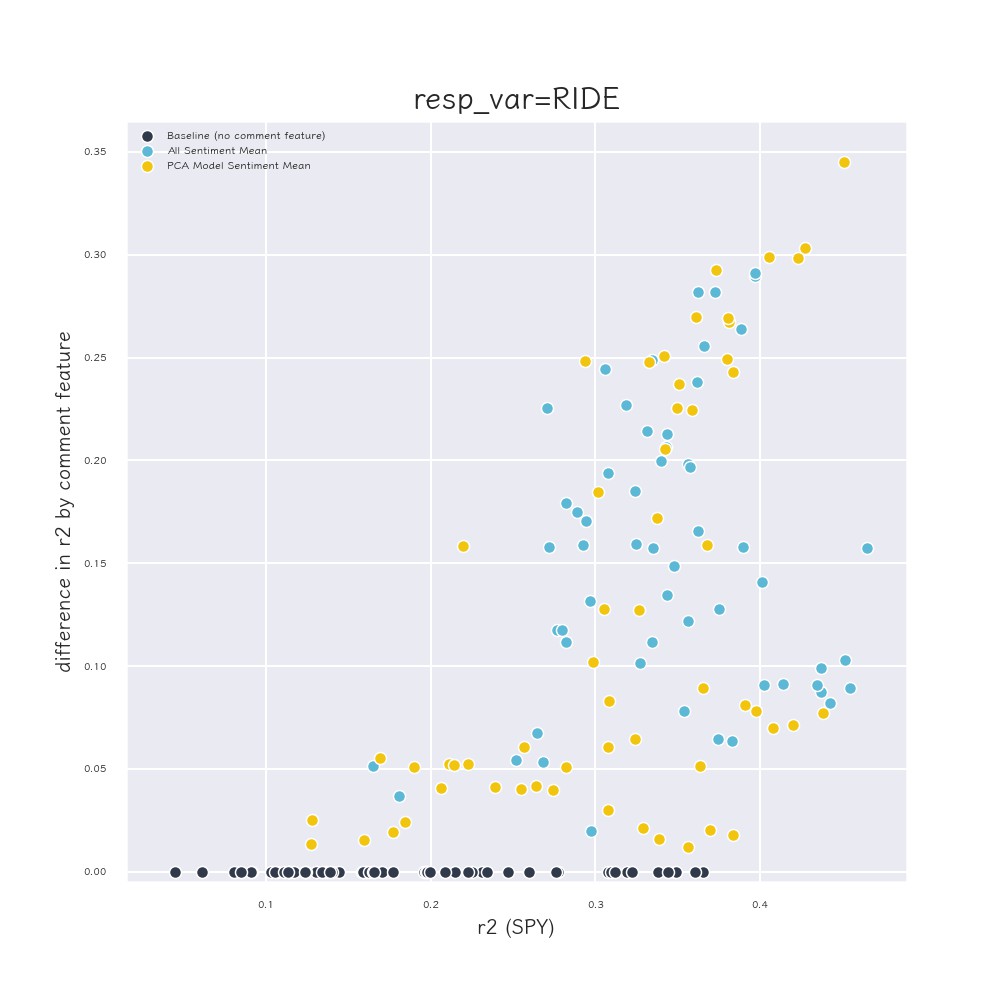 resp_var=RIDE
Baseline (no comment feature)
All Sentiment Mean
PCA Model Sentiment Mean
difference in r2 by comment feature
0.35
0.30
0.25
0.20
0.15
0.10
0.05
0.00
0.1
0.2
0.3
0.4
r2 (SPY)